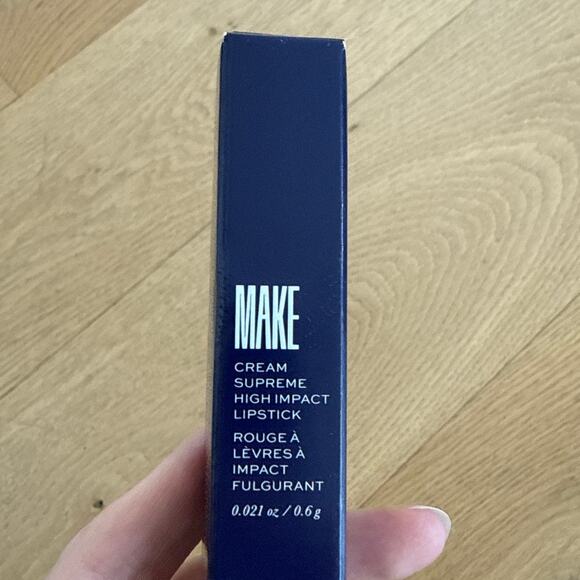 MAKE
CREAM
SUPREME
HIGH IMPACT
LIPSTICK
ROUGE À
LÈVRES À
IMPACT
FULGURANT
0.021 oz / 0.6 g